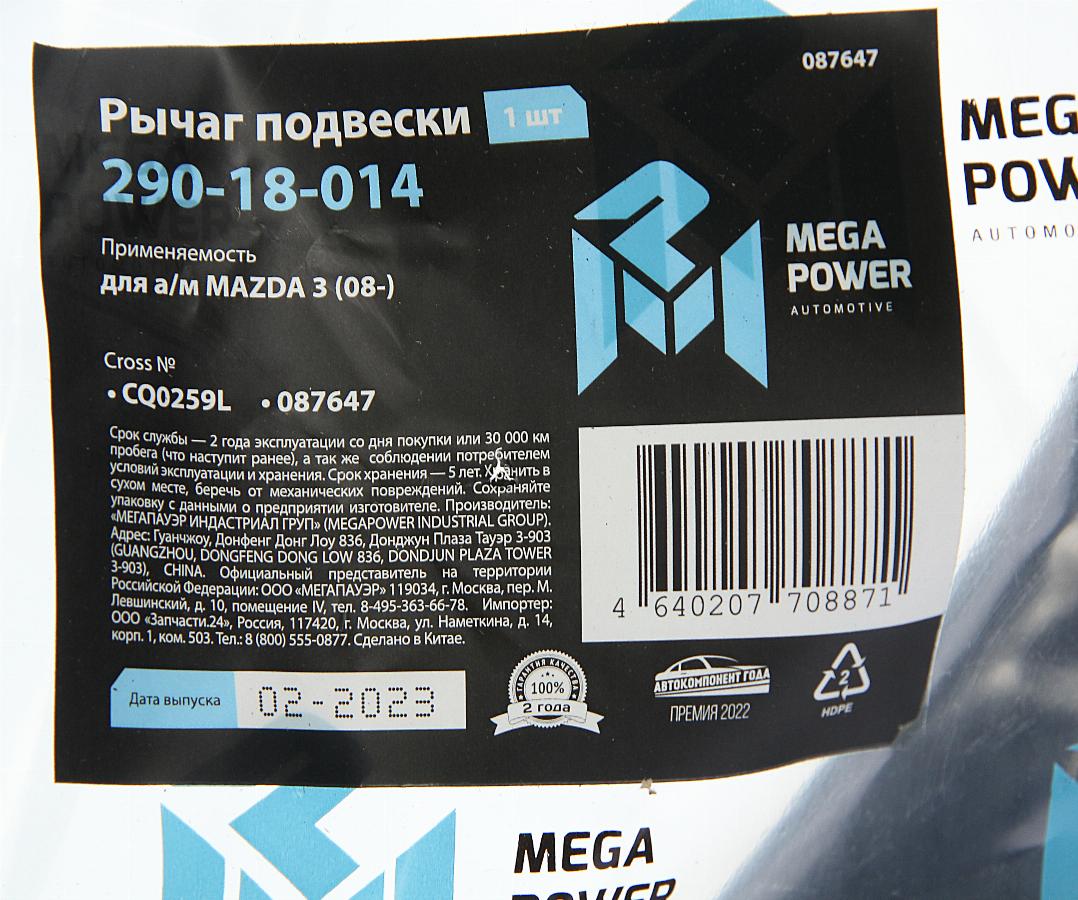 087647
Рычаг подвески 1 шт
290-18-014
Применяемость
для а/м MAZDA 3 (08-)
MEGA
POWER
AUTOMOTIVE
Cross №
• CQ0259L • 087647
Срок службы — 2 года эксплуатации со дня покупки или 30 000 км
пробега (что наступит ранее), а так же соблюдении потребителем
условий эксплуатации и хранения. Срок хранения — 5 лет. Хранить в
сухом месте, беречь от механических повреждений. Сохраняйте
упаковку с данными о предприятии изготовителе. Производитель:
«МЕГАПАУЭР ИНДАСТРИАЛ ГРУП» (MEGAPOWER INDUSTRIAL GROUP).
Адрес: Гуанчжоу, Донфенг Донг Лоу 836, Донджун Плаза Тауэр 3-903
(GUANGZHOU, DONGFENG DONG LOW 836, DONDJUN PLAZA TOWER
3-903), CHINA. Официальный представитель на территории
Российской Федерации: ООО «МЕГАПАУЭР» 119034, г. Москва, пер. М.
Левшинский, д. 10, помещение IV, тел. 8-495-363-66-78. Импортер:
ООО «Запчасти.24», Россия, 117420, г. Москва, ул. Наметкина, д. 14,
корп. 1, ком. 503. Тел.: 8 (800) 555-0877. Сделано в Китае.
4 640207 708871
Дата выпуска 02-2023
ГАРАНТИЯ КАЧЕСТВА
100%
2 года
АВТОКОМПОНЕНТ ГОДА
ПРЕМИЯ 2022
2
HDPE
MEG
POW
AUTOMO
MEGA
POWER